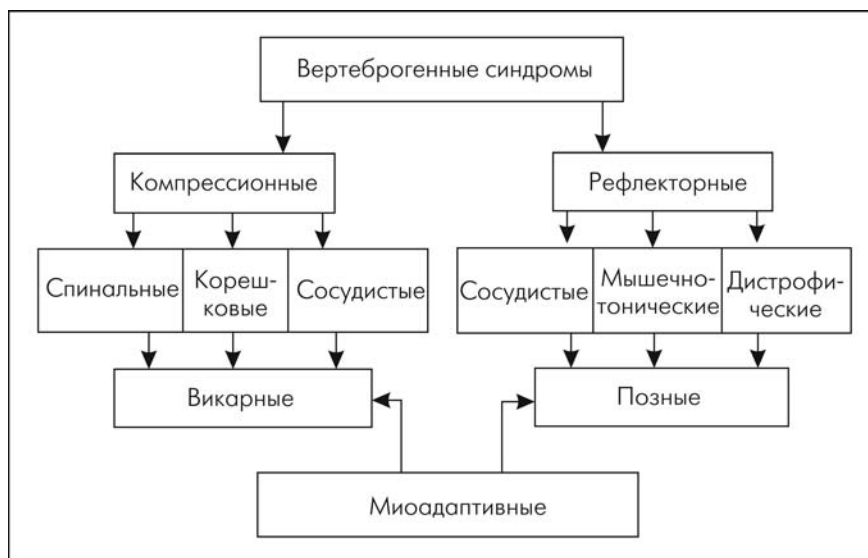 Вертеброгенные синдромы
Компрессионные
Рефлекторные
Спинальные
Кореш-
ковые
Сосудистые
Сосудистые
Мышечно-
тонические
Дистрофи-
ческие
Викарные
Позные
Миоадаптивные